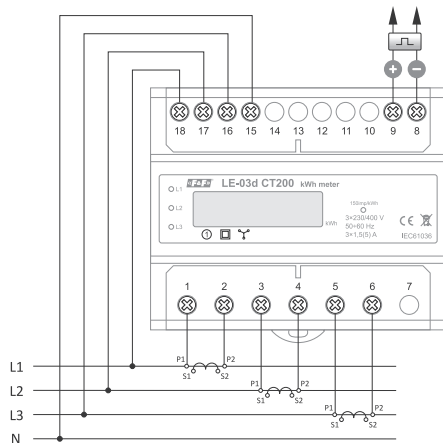 + −
18 17 16 15 14 13 12 11 10 9 8
F&F LE-03d CT200 kWh meter
L1
L2
L3
kWh
1
3×230/400 V
50÷60 Hz
3×1,5(5) A
CE
IEC61036
1 2 3 4 5 6 7
L1
P1 P2
S1 S2
L2
P1 P2
S1 S2
L3
P1 P2
S1 S2
N